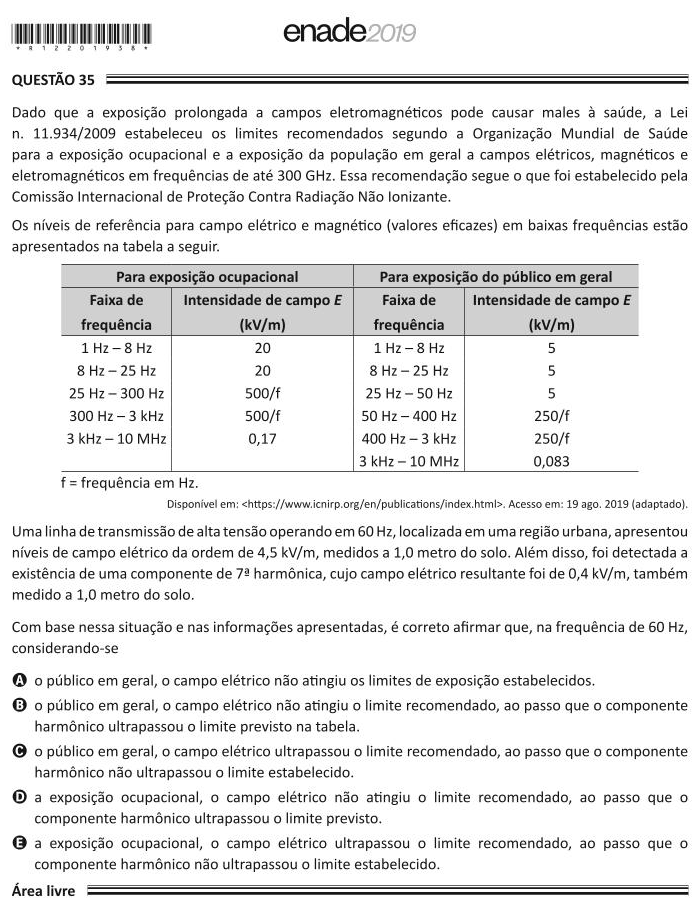 enade2019
*R1220193 8*
QUESTÃO 35
Dado que a exposição prolongada a campos eletromagnéticos pode causar males à saúde, a Lei
n. 11.934/2009 estabeleceu os limites recomendados segundo a Organização Mundial de Saúde
para a exposição ocupacional e a exposição da população em geral a campos elétricos, magnéticos e
eletromagnéticos em frequências de até 300 GHz. Essa recomendação segue o que foi estabelecido pela
Comissão Internacional de Proteção Contra Radiação Não Ionizante.
Os níveis de referência para campo elétrico e magnético (valores eficazes) em baixas frequências estão
apresentados na tabela a seguir.
Para exposição ocupacional Para exposição do público em geral
Faixa de frequência Intensidade de campo E (kV/m) Faixa de frequência Intensidade de campo E (kV/m)
1 Hz – 8 Hz 20 1 Hz – 8 Hz 5
8 Hz – 25 Hz 20 8 Hz – 25 Hz 5
25 Hz – 300 Hz 500/f 25 Hz – 50 Hz 5
300 Hz – 3 kHz 500/f 50 Hz – 400 Hz 250/f
3 kHz – 10 MHz 0,17 400 Hz – 3 kHz 250/f
3 kHz – 10 MHz 0,083
f = frequência em Hz.
Disponível em: <https://www.icnirp.org/en/publications/index.html>. Acesso em: 19 ago. 2019 (adaptado).
Uma linha de transmissão de alta tensão operando em 60 Hz, localizada em uma região urbana, apresentou
níveis de campo elétrico da ordem de 4,5 kV/m, medidos a 1,0 metro do solo. Além disso, foi detectada a
existência de uma componente de 7ª harmônica, cujo campo elétrico resultante foi de 0,4 kV/m, também
medido a 1,0 metro do solo.
Com base nessa situação e nas informações apresentadas, é correto afirmar que, na frequência de 60 Hz,
considerando-se
A o público em geral, o campo elétrico não atingiu os limites de exposição estabelecidos.
B o público em geral, o campo elétrico não atingiu o limite recomendado, ao passo que o componente
harmônico ultrapassou o limite previsto na tabela.
C o público em geral, o campo elétrico ultrapassou o limite recomendado, ao passo que o componente
harmônico não ultrapassou o limite estabelecido.
D a exposição ocupacional, o campo elétrico não atingiu o limite recomendado, ao passo que o
componente harmônico ultrapassou o limite previsto.
E a exposição ocupacional, o campo elétrico ultrapassou o limite recomendado, ao passo que o
componente harmônico não ultrapassou o limite estabelecido.
Área livre